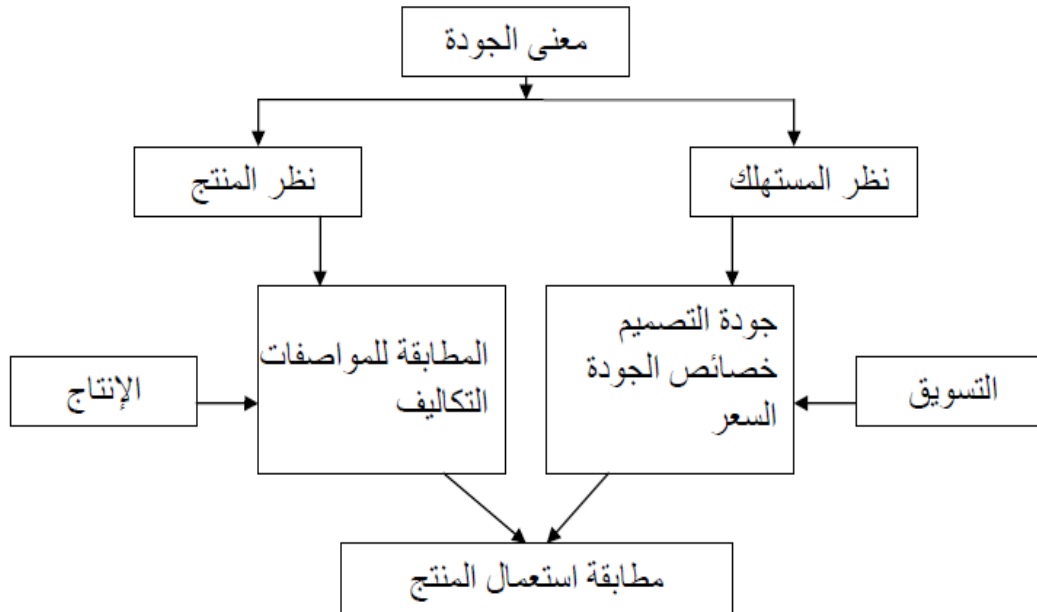 معنى الجودة
نظر المستهلك
نظر المنتج
جودة التصميم
خصائص الجودة
السعر
المطابقة للمواصفات
التكاليف
التسويق
الإنتاج
مطابقة استعمال المنتج